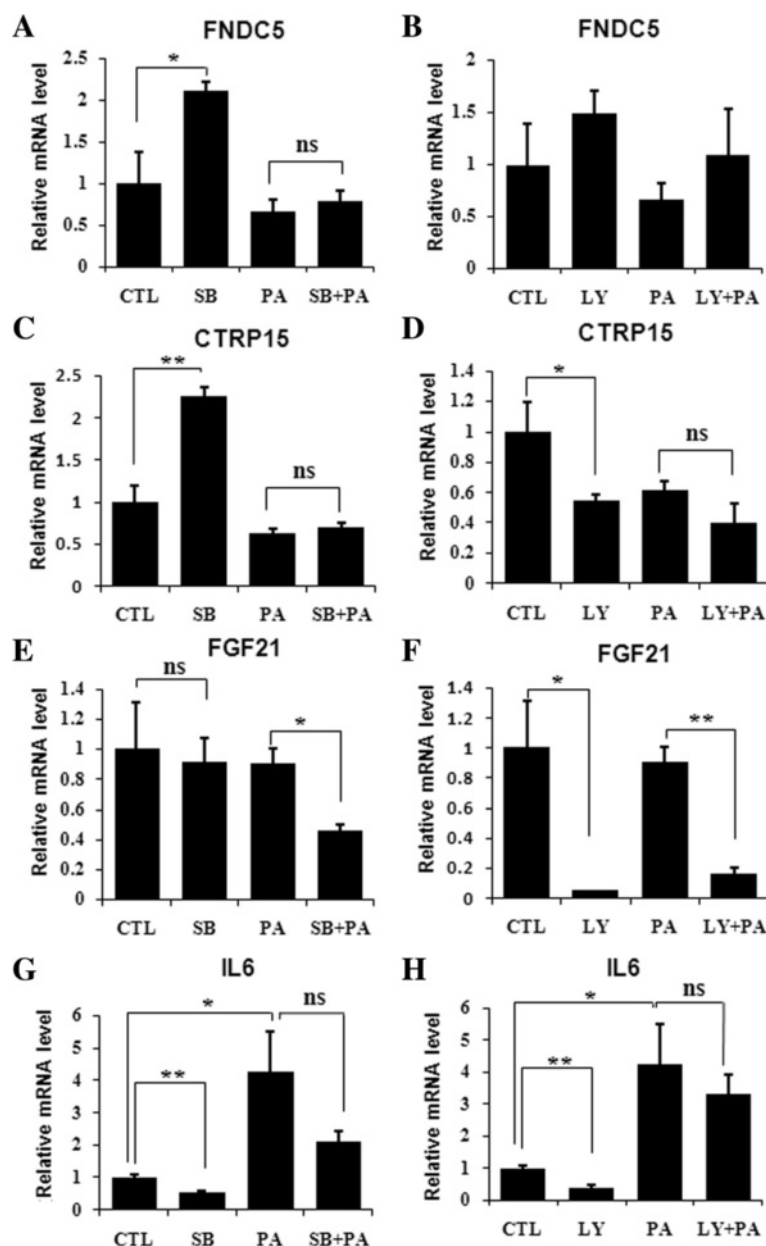 A
FNDC5
Relative mRNA level
2.5
2
1.5
1
0.5
0
*
ns
CTL SB PA SB+PA
B
FNDC5
Relative mRNA level
2
1.5
1
0.5
0
CTL LY PA LY+PA
C
CTRP15
Relative mRNA level
2.5
2
1.5
1
0.5
0
**
ns
CTL SB PA SB+PA
D
CTRP15
Relative mRNA level
1.4
1.2
1
0.8
0.6
0.4
0.2
0
*
ns
CTL LY PA LY+PA
E
FGF21
Relative mRNA level
1.4
1.2
1
0.8
0.6
0.4
0.2
0
ns
*
CTL SB PA SB+PA
F
FGF21
Relative mRNA level
1.4
1.2
1
0.8
0.6
0.4
0.2
0
*
**
CTL LY PA LY+PA
G
IL6
Relative mRNA level
6
5
4
3
2
1
0
*
ns
**
CTL SB PA SB+PA
H
IL6
Relative mRNA level
6
5
4
3
2
1
0
*
ns
**
CTL LY PA LY+PA